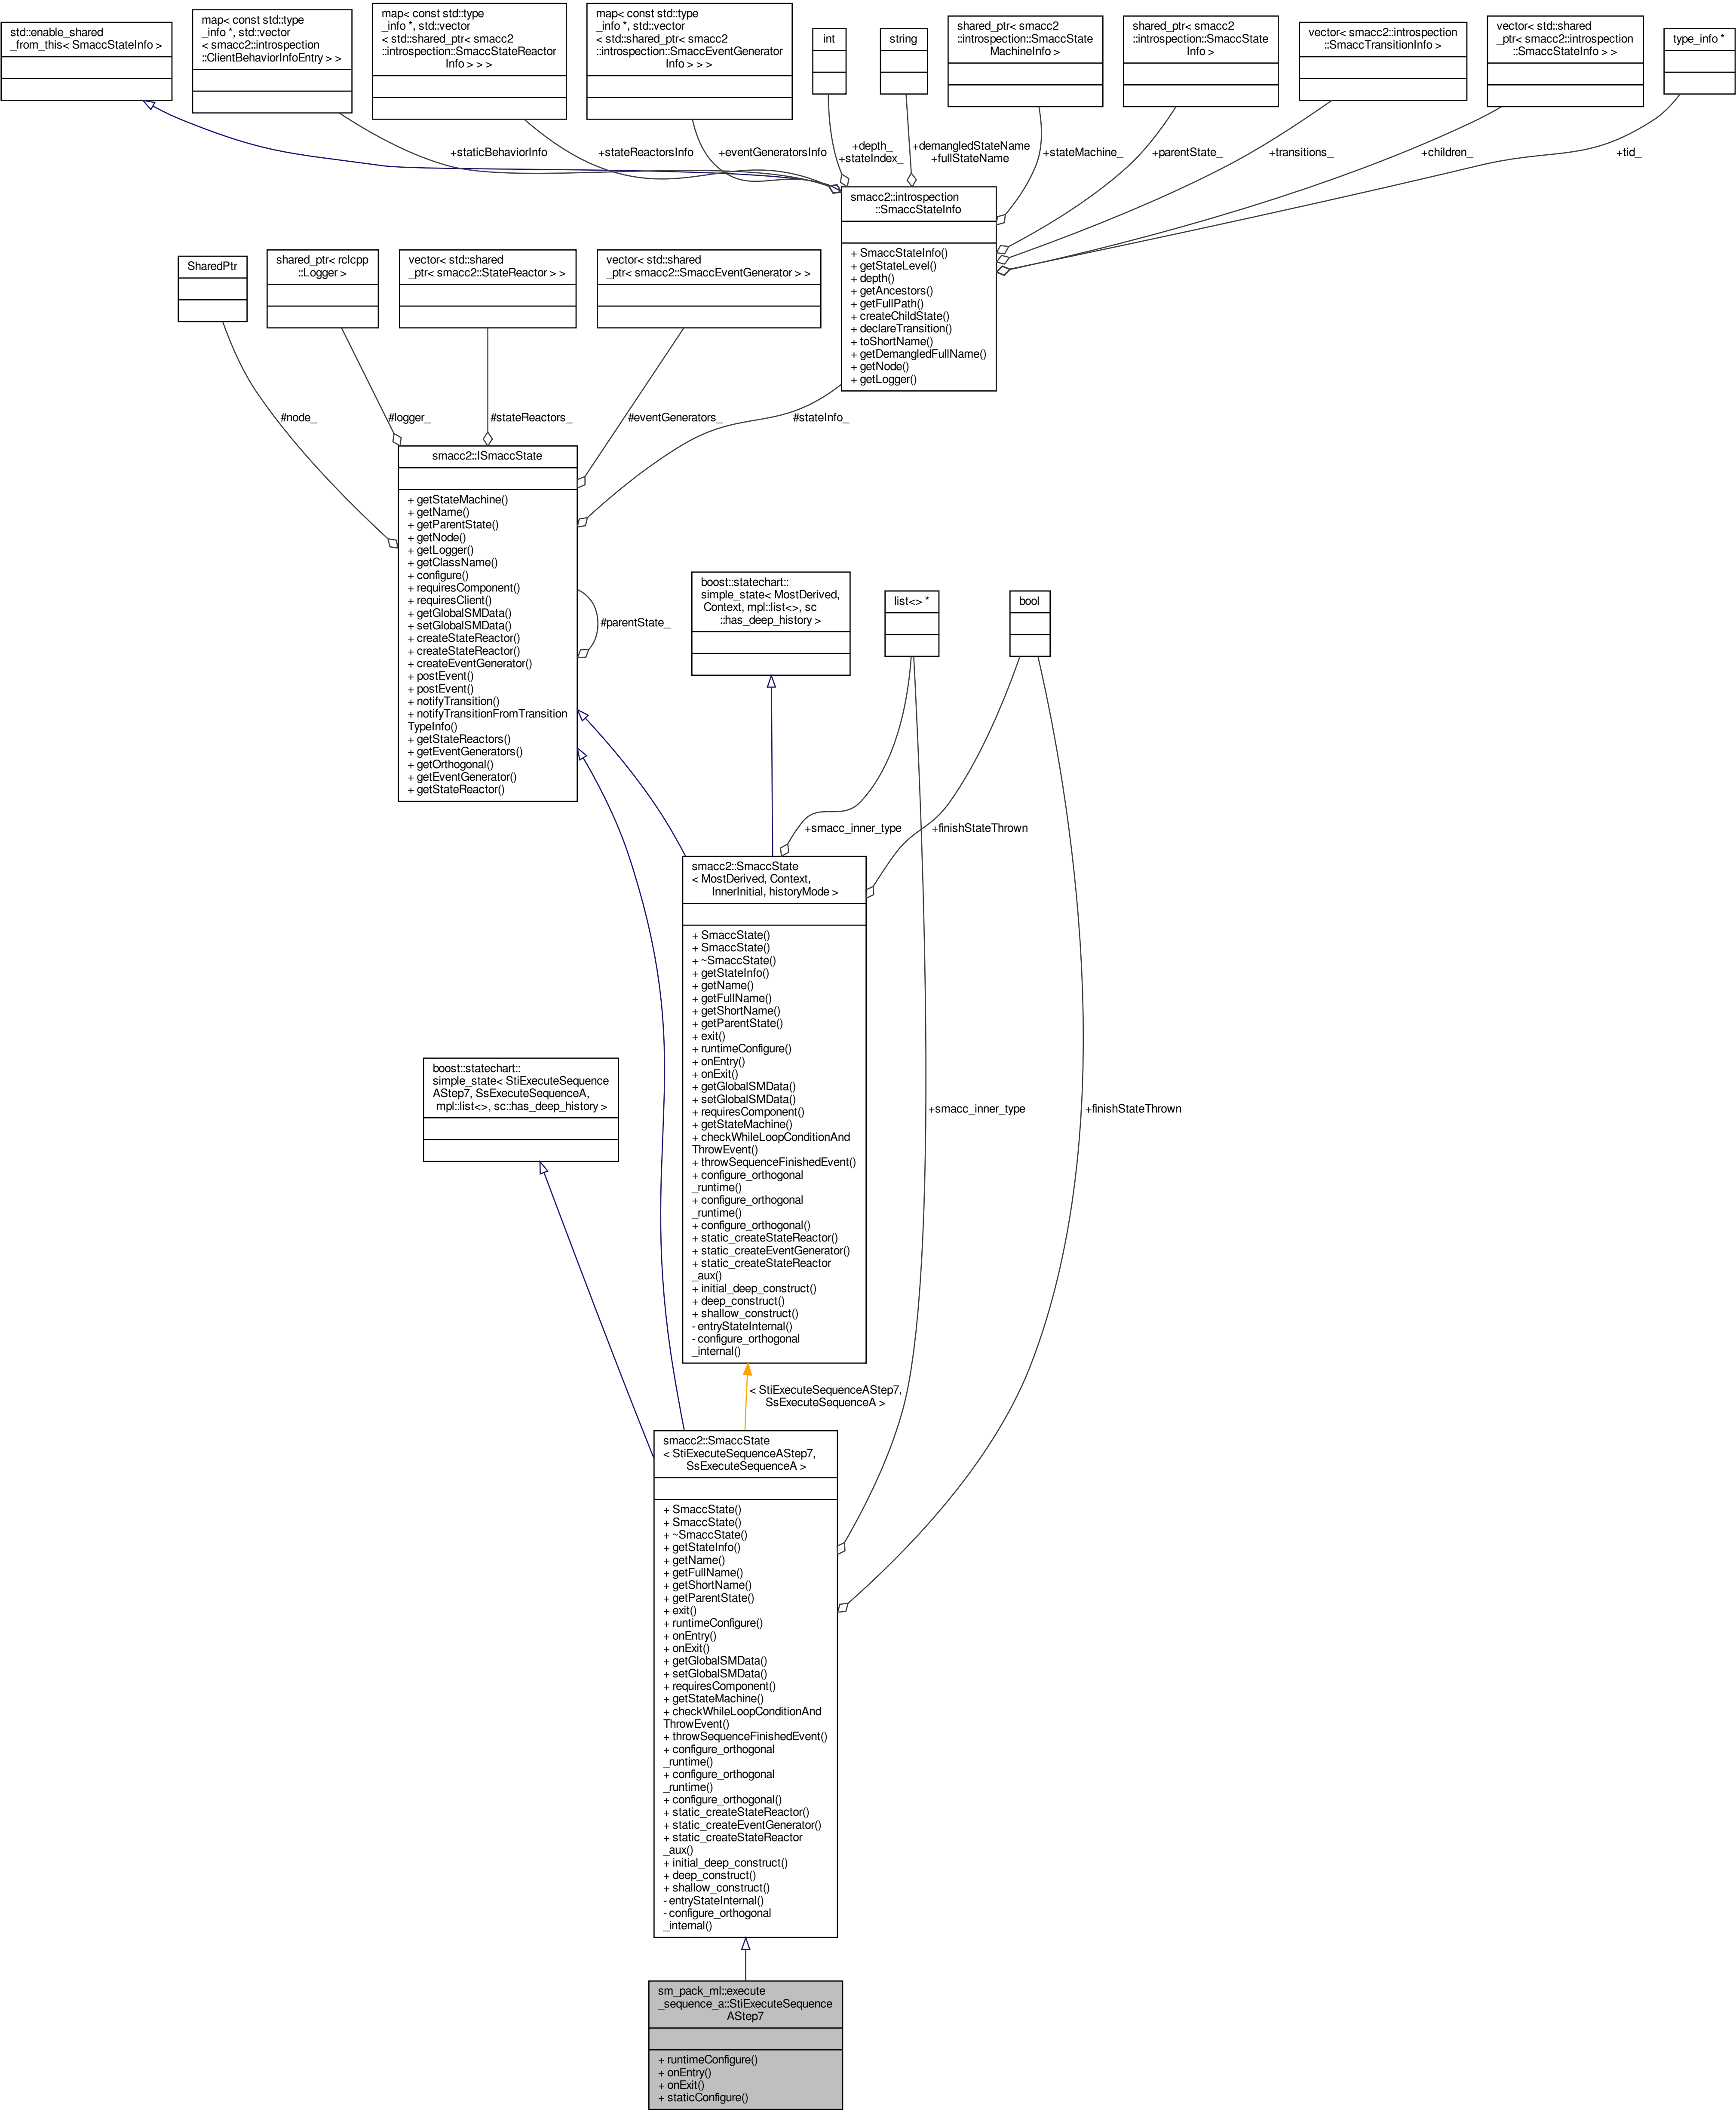 std::enable_shared
_from_this< SmaccStateInfo >
map< const std::type
_info *, std::vector
< smacc2::introspection
::ClientBehaviorInfoEntry > >
map< const std::type
_info *, std::vector
< std::shared_ptr< smacc2
::introspection::SmaccStateReactor
Info > > >
map< const std::type
_info *, std::vector
< std::shared_ptr< smacc2
::introspection::SmaccEventGenerator
Info > > >
int
string
shared_ptr< smacc2
::introspection::SmaccState
MachineInfo >
shared_ptr< smacc2
::introspection::SmaccState
Info >
vector< smacc2::introspection
::SmaccTransitionInfo >
vector< std::shared
_ptr< smacc2::introspection
::SmaccStateInfo > >
type_info *
+staticBehaviorInfo
+stateReactorsInfo
+eventGeneratorsInfo
+depth_
+stateIndex_
+demangledStateName
+fullStateName
+stateMachine_
+parentState_
+transitions_
+children_
+tid_
smacc2::introspection
::SmaccStateInfo
+ SmaccStateInfo()
+ getStateLevel()
+ depth()
+ getAncestors()
+ getFullPath()
+ createChildState()
+ declareTransition()
+ toShortName()
+ getDemangledFullName()
+ getNode()
+ getLogger()
SharedPtr
shared_ptr< rclcpp
::Logger >
vector< std::shared
_ptr< smacc2::StateReactor > >
vector< std::shared
_ptr< smacc2::SmaccEventGenerator > >
#node_
#logger_
#stateReactors_
#eventGenerators_
#stateInfo_
smacc2::ISmaccState
+ getStateMachine()
+ getName()
+ getParentState()
+ getNode()
+ getLogger()
+ getClassName()
+ configure()
+ requiresComponent()
+ requiresClient()
+ getGlobalSMData()
+ setGlobalSMData()
+ createStateReactor()
+ createStateReactor()
+ createEventGenerator()
+ postEvent()
+ postEvent()
+ notifyTransition()
+ notifyTransitionFromTransition
TypeInfo()
+ getStateReactors()
+ getEventGenerators()
+ getOrthogonal()
+ getEventGenerator()
+ getStateReactor()
#parentState_
boost::statechart::
simple_state< MostDerived,
Context, mpl::list<>, sc
::has_deep_history >
list<> *
bool
+smacc_inner_type
+finishStateThrown
smacc2::SmaccState
< MostDerived, Context,
InnerInitial, historyMode >
+ SmaccState()
+ SmaccState()
+ ~SmaccState()
+ getStateInfo()
+ getName()
+ getFullName()
+ getShortName()
+ getParentState()
+ exit()
+ runtimeConfigure()
+ onEntry()
+ onExit()
+ getGlobalSMData()
+ setGlobalSMData()
+ requiresComponent()
+ getStateMachine()
+ checkWhileLoopConditionAnd
ThrowEvent()
+ throwSequenceFinishedEvent()
+ configure_orthogonal
_runtime()
+ configure_orthogonal
_runtime()
+ configure_orthogonal()
+ static_createStateReactor()
+ static_createEventGenerator()
+ static_createStateReactor
_aux()
+ initial_deep_construct()
+ deep_construct()
+ shallow_construct()
- entryStateInternal()
- configure_orthogonal
_internal()
boost::statechart::
simple_state< StiExecuteSequence
AStep7, SsExecuteSequenceA,
mpl::list<>, sc::has_deep_history >
+smacc_inner_type
+finishStateThrown
< StiExecuteSequenceAStep7,
SsExecuteSequenceA >
smacc2::SmaccState
< StiExecuteSequenceAStep7,
SsExecuteSequenceA >
+ SmaccState()
+ SmaccState()
+ ~SmaccState()
+ getStateInfo()
+ getName()
+ getFullName()
+ getShortName()
+ getParentState()
+ exit()
+ runtimeConfigure()
+ onEntry()
+ onExit()
+ getGlobalSMData()
+ setGlobalSMData()
+ requiresComponent()
+ getStateMachine()
+ checkWhileLoopConditionAnd
ThrowEvent()
+ throwSequenceFinishedEvent()
+ configure_orthogonal
_runtime()
+ configure_orthogonal
_runtime()
+ configure_orthogonal()
+ static_createStateReactor()
+ static_createEventGenerator()
+ static_createStateReactor
_aux()
+ initial_deep_construct()
+ deep_construct()
+ shallow_construct()
- entryStateInternal()
- configure_orthogonal
_internal()
sm_pack_ml::execute
_sequence_a::StiExecuteSequence
AStep7
+ runtimeConfigure()
+ onEntry()
+ onExit()
+ staticConfigure()